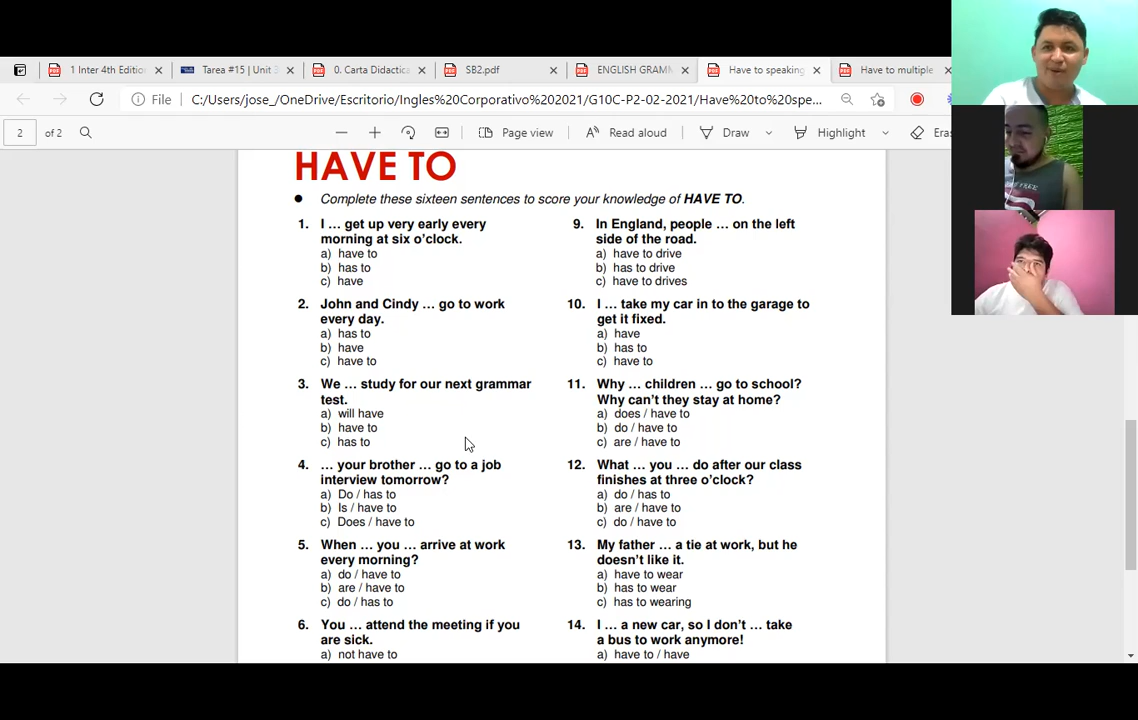 1 Inter 4th Edition
Tarea #15 | Unit 3
0. Carta Didactica
SB2.pdf
ENGLISH GRAMM
Have to speaking
Have to multiple
File
C:/Users/jose_/OneDrive/Escritorio/Ingles%20Corporativo%202021/G10C-P2-02-2021/Have%20to%20spe...
2
of 2
Page view
Read aloud
Draw
Highlight
Eras
HAVE TO
Complete these sixteen sentences to score your knowledge of HAVE TO.
1. I … get up very early every
morning at six o'clock.
a) have to
b) has to
c) have
2. John and Cindy … go to work
every day.
a) has to
b) have
c) have to
3. We … study for our next grammar
test.
a) will have
b) have to
c) has to
4. … your brother … go to a job
interview tomorrow?
a) Do / has to
b) Is / have to
c) Does / have to
5. When … you … arrive at work
every morning?
a) do / have to
b) are / have to
c) do / has to
6. You … attend the meeting if you
are sick.
a) not have to
9. In England, people … on the left
side of the road.
a) have to drive
b) has to drive
c) have to drives
10. I … take my car in to the garage to
get it fixed.
a) have
b) has to
c) have to
11. Why … children … go to school?
Why can't they stay at home?
a) does / have to
b) do / have to
c) are / have to
12. What … you … do after our class
finishes at three o'clock?
a) do / has to
b) are / have to
c) do / have to
13. My father … a tie at work, but he
doesn't like it.
a) have to wear
b) has to wear
c) has to wearing
14. I … a new car, so I don't … take
a bus to work anymore!
a) have to / have